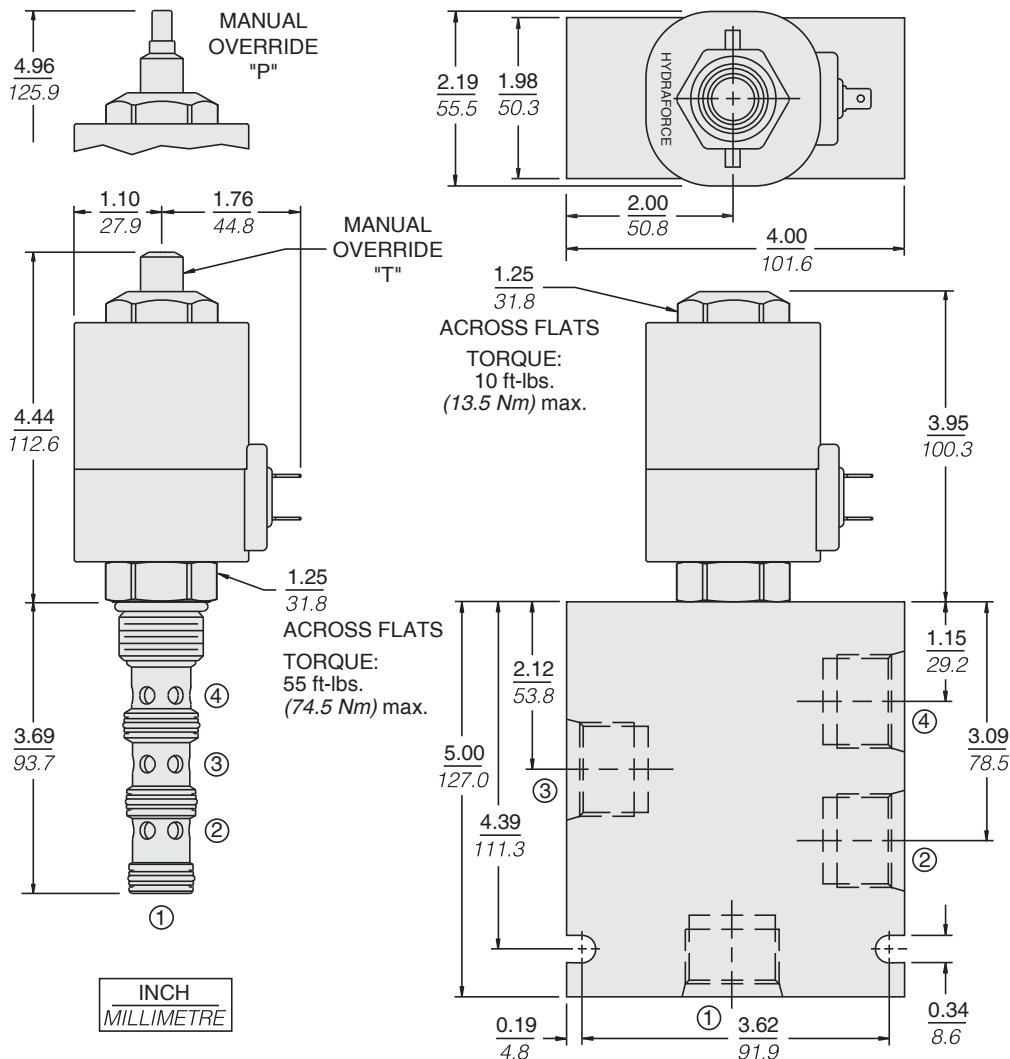 MANUAL
OVERRIDE
"P"
4.96
125.9
HYDRAFORCE
2.19
55.5
1.98
50.3
2.00
50.8
4.00
101.6
1.10
27.9
1.76
44.8
MANUAL
OVERRIDE
"T"
4.44
112.6
1.25
31.8
ACROSS FLATS
TORQUE:
55 ft-lbs.
(74.5 Nm) max.
3.69
93.7
④
③
②
①
1.25
31.8
ACROSS FLATS
TORQUE:
10 ft-lbs.
(13.5 Nm) max.
3.95
100.3
1.15
29.2
2.12
53.8
④
3.09
78.5
5.00
127.0
③
4.39
111.3
②
①
0.19
4.8
3.62
91.9
0.34
8.6
INCH
MILLIMETRE